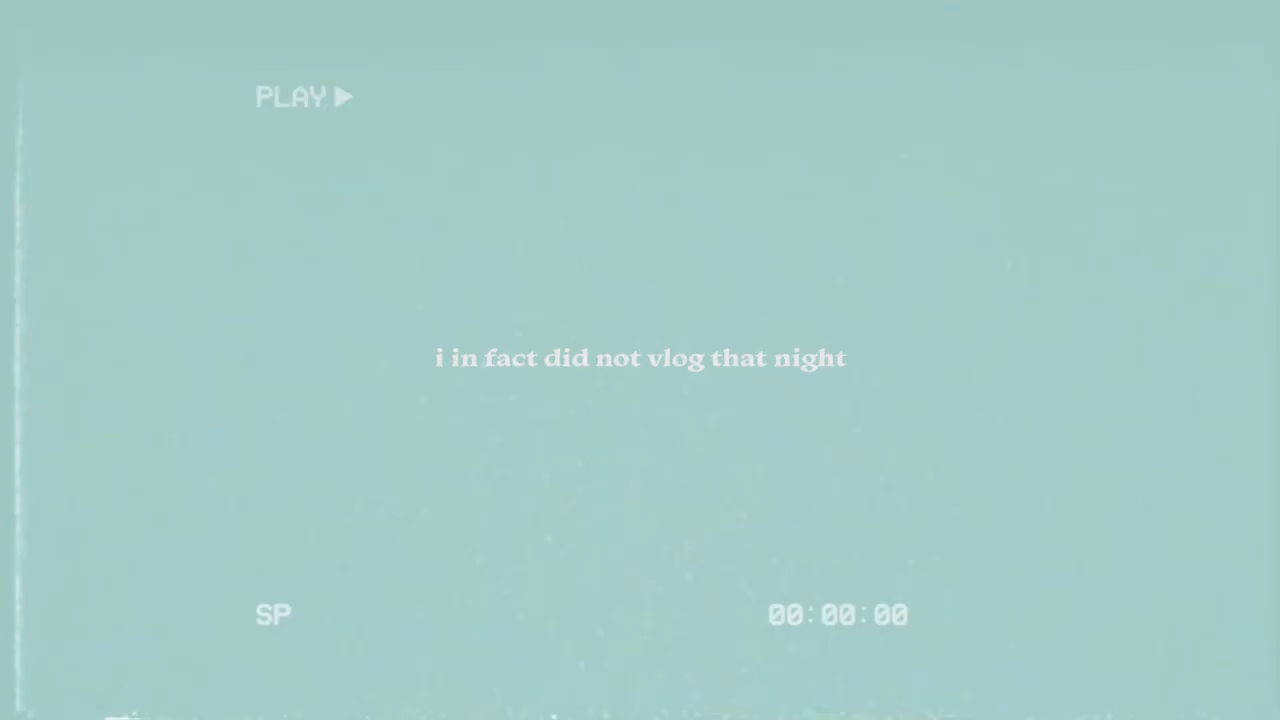 PLAY ▶
i in fact did not vlog that night
SP
00:00:00